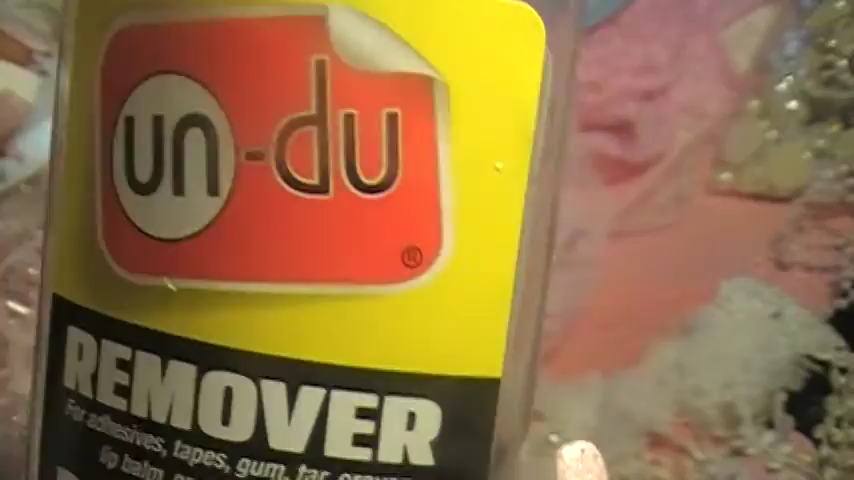 un-du
®
REMOVER
For adhesives, tapes, gum, tar,
lip balm,